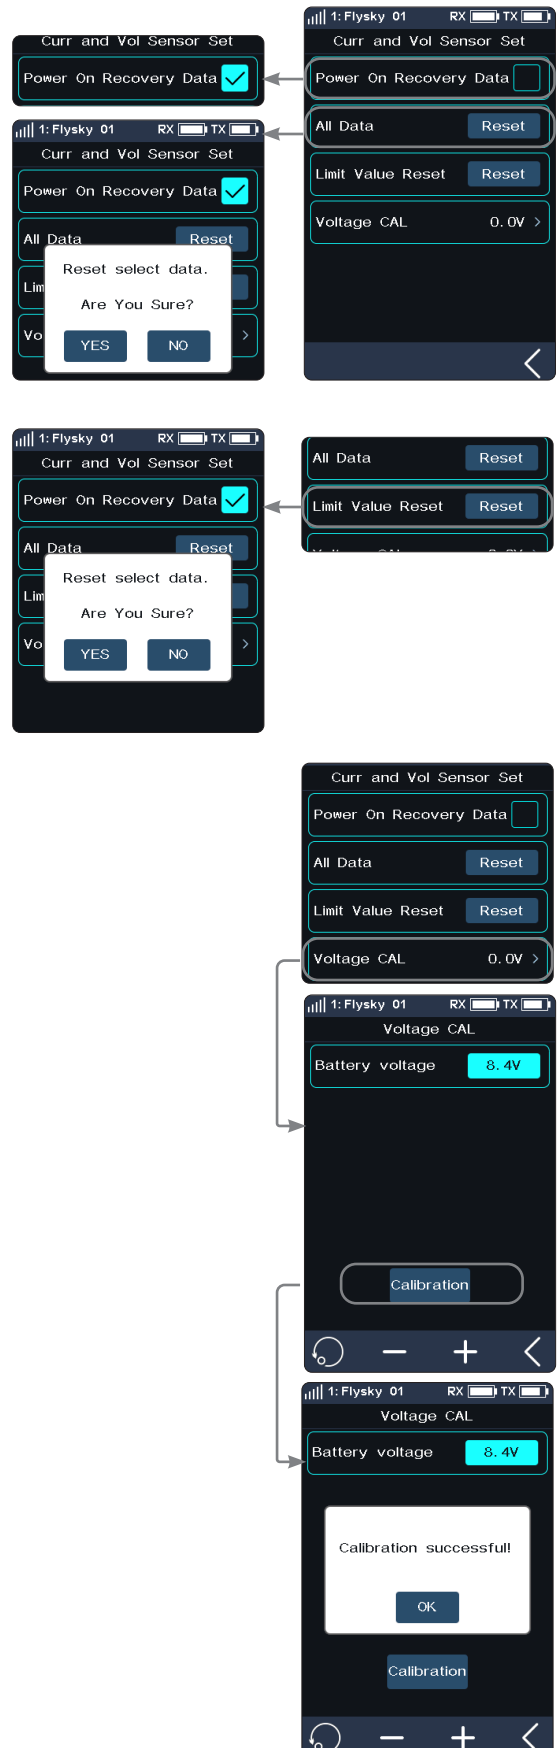 Curr and Vol Sensor Set
Power On Recovery Data
1: Flysky 01 RX TX
Curr and Vol Sensor Set
Power On Recovery Data
All Data Reset
Limit Value Reset Reset
Voltage CAL 0.0V >
1: Flysky 01 RX TX
Curr and Vol Sensor Set
Power On Recovery Data
All Data Reset
Lim
Vo >
Reset select data.
Are You Sure?
YES NO
1: Flysky 01 RX TX
Curr and Vol Sensor Set
Power On Recovery Data
All Data Reset
Lim
Vo >
Reset select data.
Are You Sure?
YES NO
All Data Reset
Limit Value Reset Reset
Curr and Vol Sensor Set
Power On Recovery Data
All Data Reset
Limit Value Reset Reset
Voltage CAL 0.0V >
1: Flysky 01 RX TX
Voltage CAL
Battery voltage 8.4V
Calibration
1: Flysky 01 RX TX
Voltage CAL
Battery voltage 8.4V
Calibration successful!
OK
Calibration